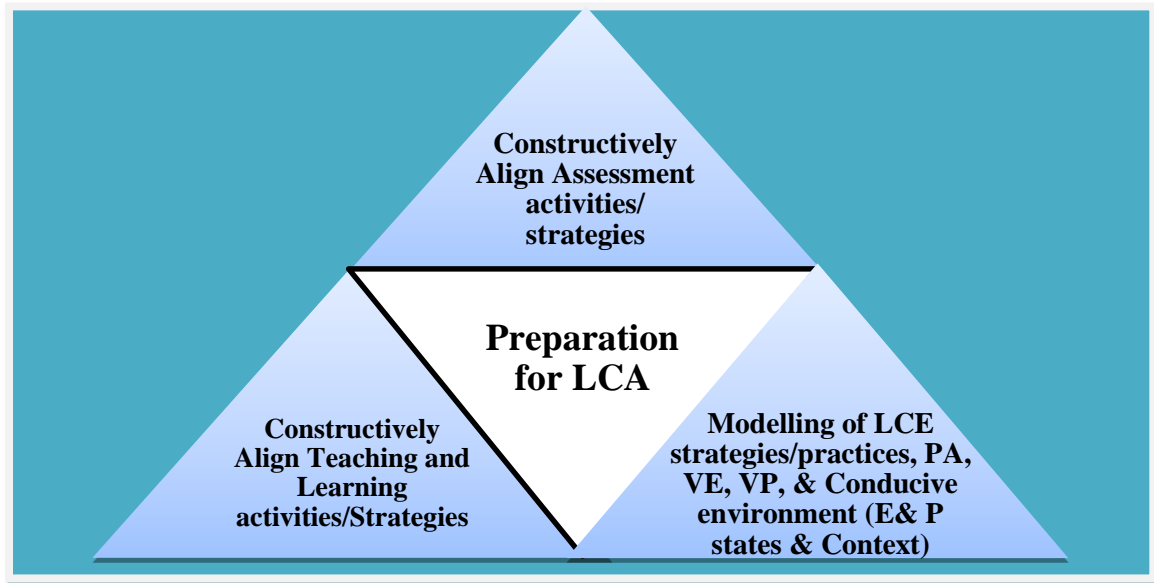 Constructively
Align Assessment
activities/
strategies
Preparation
for LCA
Constructively
Align Teaching and
Learning
activities/Strategies
Modelling of LCE
strategies/practices, PA,
VE, VP, & Conducive
environment (E& P
states & Context)